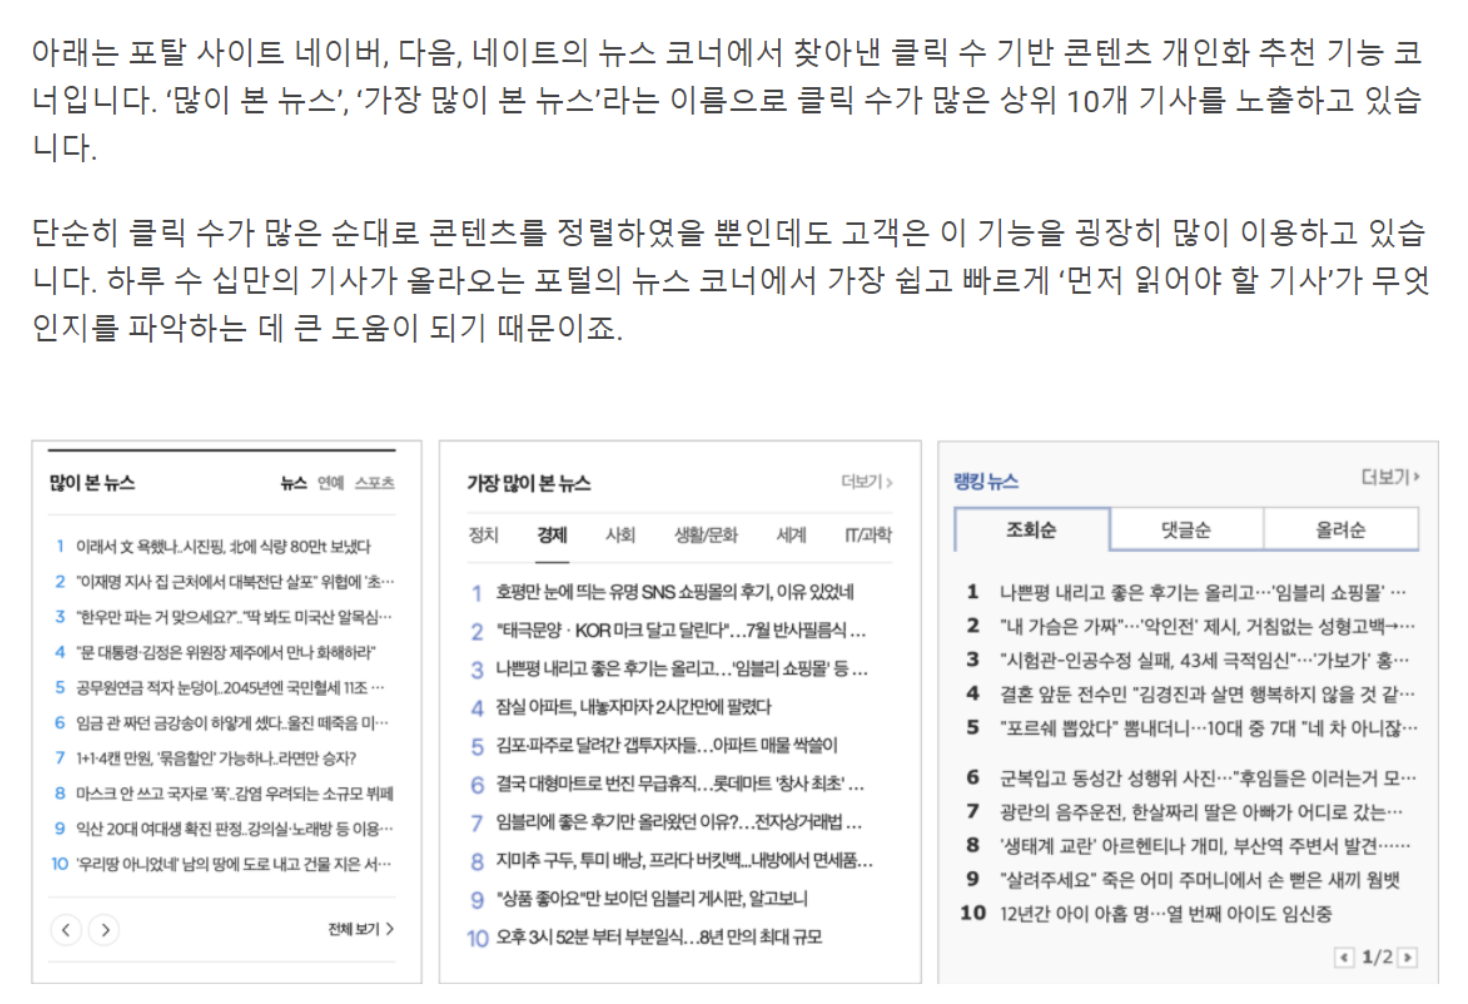 아래는 포탈 사이트 네이버, 다음, 네이트의 뉴스 코너에서 찾아낸 클릭 수 기반 콘텐츠 개인화 추천 기능 코
너입니다. ‘많이 본 뉴스’, ‘가장 많이 본 뉴스’라는 이름으로 클릭 수가 많은 상위 10개 기사를 노출하고 있습
니다.
단순히 클릭 수가 많은 순대로 콘텐츠를 정렬하였을 뿐인데도 고객은 이 기능을 굉장히 많이 이용하고 있습
니다. 하루 수 십만의 기사가 올라오는 포털의 뉴스 코너에서 가장 쉽고 빠르게 ‘먼저 읽어야 할 기사’가 무엇
인지를 파악하는 데 큰 도움이 되기 때문이죠.
많이 본 뉴스 뉴스 연예 스포츠
1 이래서 文 욕했나..시진핑, 北에 식량 80만t 보냈다
2 "이재명 지사 집 근처에서 대북전단 살포" 위협에 '초…
3 "한우만 파는 거 맞으세요?".."딱 봐도 미국산 알목심…
4 "문 대통령·김정은 위원장 제주에서 만나 화해하라"
5 공무원연금 적자 눈덩이..2045년엔 국민혈세 11조 …
6 임금 관 짜던 금강송이 하얗게 셌다..울진 떼죽음 미…
7 1+1·4캔 만원, '묶음할인' 가능하나..라면만 승자?
8 마스크 안 쓰고 국자로 '푹'..감염 우려되는 소규모 뷔페
9 익산 20대 여대생 확진 판정..강의실·노래방 등 이용…
10 '우리땅 아니었네' 남의 땅에 도로 내고 건물 지은 서…
전체 보기 >
가장 많이 본 뉴스 더보기 >
정치 경제 사회 생활/문화 세계 IT/과학
1 호평만 눈에 띄는 유명 SNS 쇼핑몰의 후기, 이유 있었네
2 "태극문양 · KOR 마크 달고 달린다"…7월 반사필름식 …
3 나쁜평 내리고 좋은 후기는 올리고…'임블리 쇼핑몰' 등 …
4 잠실 아파트, 내놓자마자 2시간만에 팔렸다
5 김포·파주로 달려간 갭투자자들…아파트 매물 싹쓸이
6 결국 대형마트로 번진 무급휴직…롯데마트 '창사 최초' …
7 임블리에 좋은 후기만 올라왔던 이유?…전자상거래법 …
8 지미추 구두, 투미 배낭, 프라다 버킷백...내방에서 면세품…
9 "상품 좋아요"만 보이던 임블리 게시판, 알고보니
10 오후 3시 52분 부터 부분일식…8년 만의 최대 규모
랭킹 뉴스 더보기
조회순 댓글순 올려순
1 나쁜평 내리고 좋은 후기는 올리고…'임블리 쇼핑몰' …
2 "내 가슴은 가짜"…'악인전' 제시, 거침없는 성형고백→…
3 "시험관-인공수정 실패, 43세 극적임신"…'가보가' 홍…
4 결혼 앞둔 전수민 "김경진과 살면 행복하지 않을 것 같…
5 "포르쉐 뽑았다" 뽐내더니…10대 중 7대 "네 차 아니잖…
6 군복입고 동성간 성행위 사진…"후임들은 이러는거 모…
7 광란의 음주운전, 한살짜리 딸은 아빠가 어디로 갔는…
8 '생태계 교란' 아르헨티나 개미, 부산역 주변서 발견……
9 "살려주세요" 죽은 어미 주머니에서 손 뻗은 새끼 웜뱃
10 12년간 아이 아홉 명…열 번째 아이도 임신중
1/2